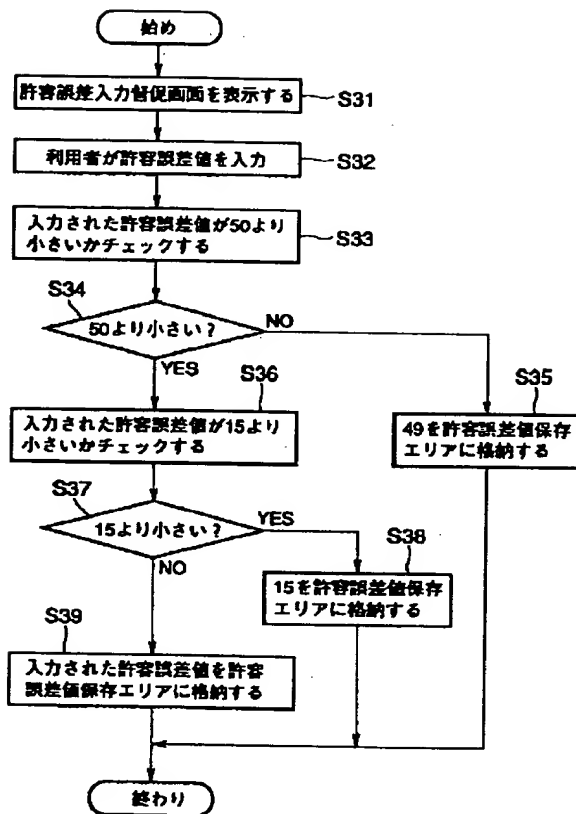 始め
許容誤差入力督促画面を表示する
S31
利用者が許容誤差値を入力
S32
入力された許容誤差値が50より
小さいかチェックする
S33
S34
50より小さい？
NO
YES
S35
49を許容誤差値保存
エリアに格納する
S36
入力された許容誤差値が15より
小さいかチェックする
S37
15より小さい？
YES
NO
S38
15を許容誤差値保存
エリアに格納する
S39
入力された許容誤差値を許容
誤差値保存エリアに格納する
終わり